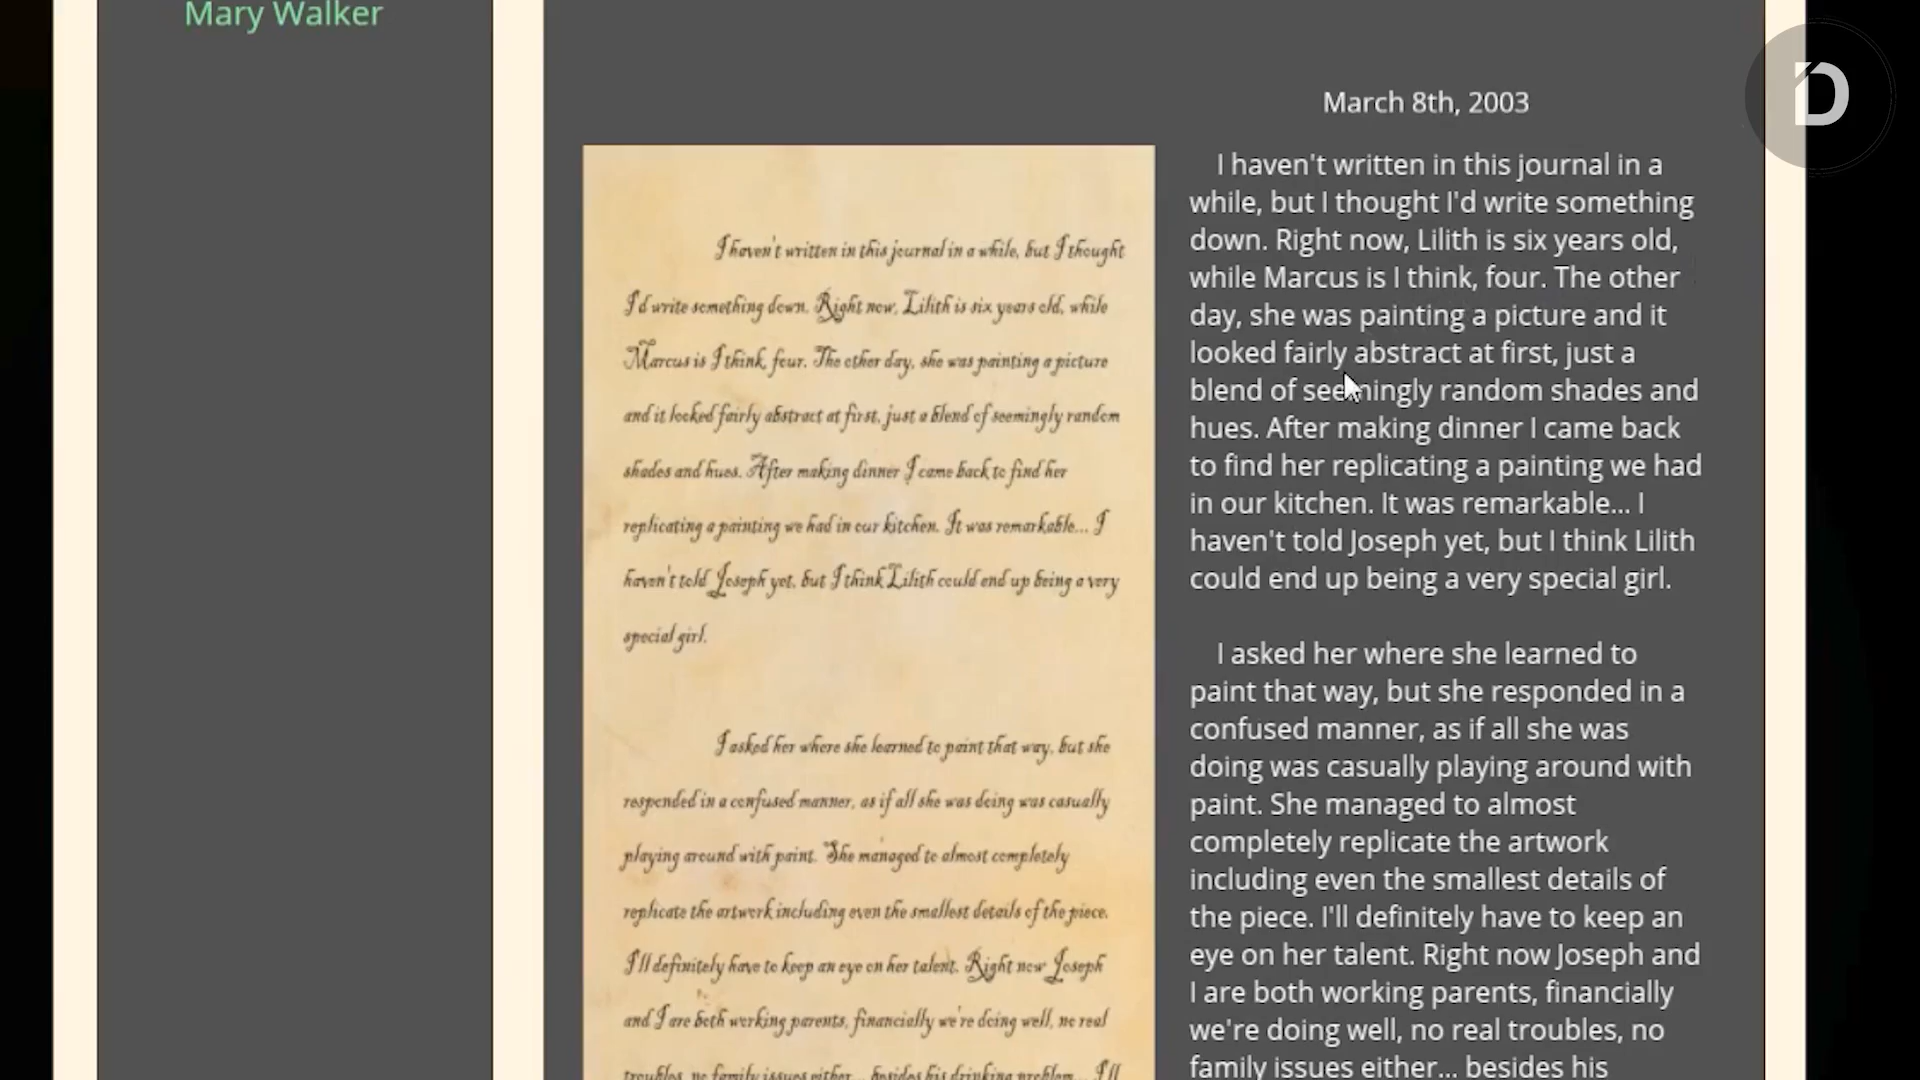 Mary Walker
D
March 8th, 2003
I haven't written in this journal in a while, but I thought
I'd write something down. Right now, Lilith is six years old, while
Marcus is I think, four. The other day, she was painting a picture
and it looked fairly abstract at first, just a blend of seemingly random
shades and hues. After making dinner I came back to find her
replicating a painting we had in our kitchen. It was remarkable... I
haven't told Joseph yet, but I think Lilith could end up being a very
special girl.
I asked her where she learned to paint that way, but she
responded in a confused manner, as if all she was doing was casually
playing around with paint. She managed to almost completely
replicate the artwork including even the smallest details of the piece.
I'll definitely have to keep an eye on her talent. Right now Joseph
and I are both working parents, financially we're doing well, no real
troubles, no family issues either... besides his drinking problem... I'll
I haven't written in this journal in a
while, but I thought I'd write something
down. Right now, Lilith is six years old,
while Marcus is I think, four. The other
day, she was painting a picture and it
looked fairly abstract at first, just a
blend of seemingly random shades and
hues. After making dinner I came back
to find her replicating a painting we had
in our kitchen. It was remarkable... I
haven't told Joseph yet, but I think Lilith
could end up being a very special girl.
I asked her where she learned to
paint that way, but she responded in a
confused manner, as if all she was
doing was casually playing around with
paint. She managed to almost
completely replicate the artwork
including even the smallest details of
the piece. I'll definitely have to keep an
eye on her talent. Right now Joseph and
I are both working parents, financially
we're doing well, no real troubles, no
family issues either... besides his